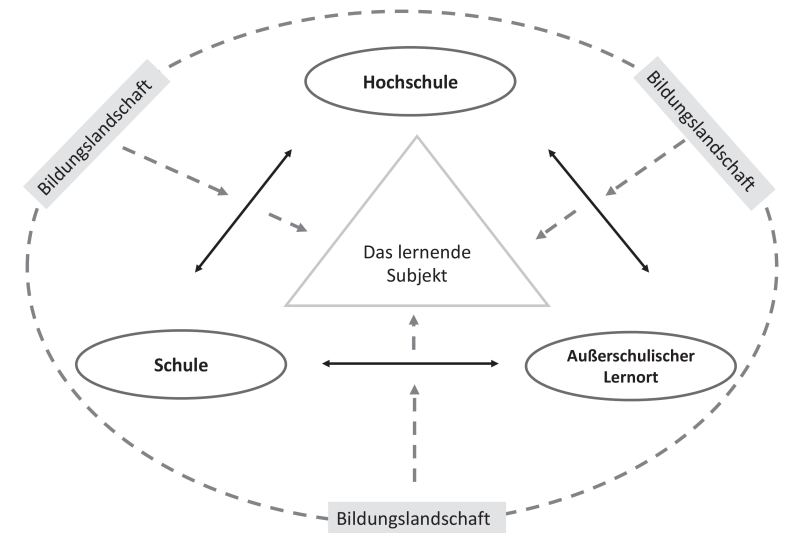 Hochschule
Bildungslandschaft
Bildungslandschaft
Das lernende
Subjekt
Schule
Außerschulischer
Lernort
Bildungslandschaft